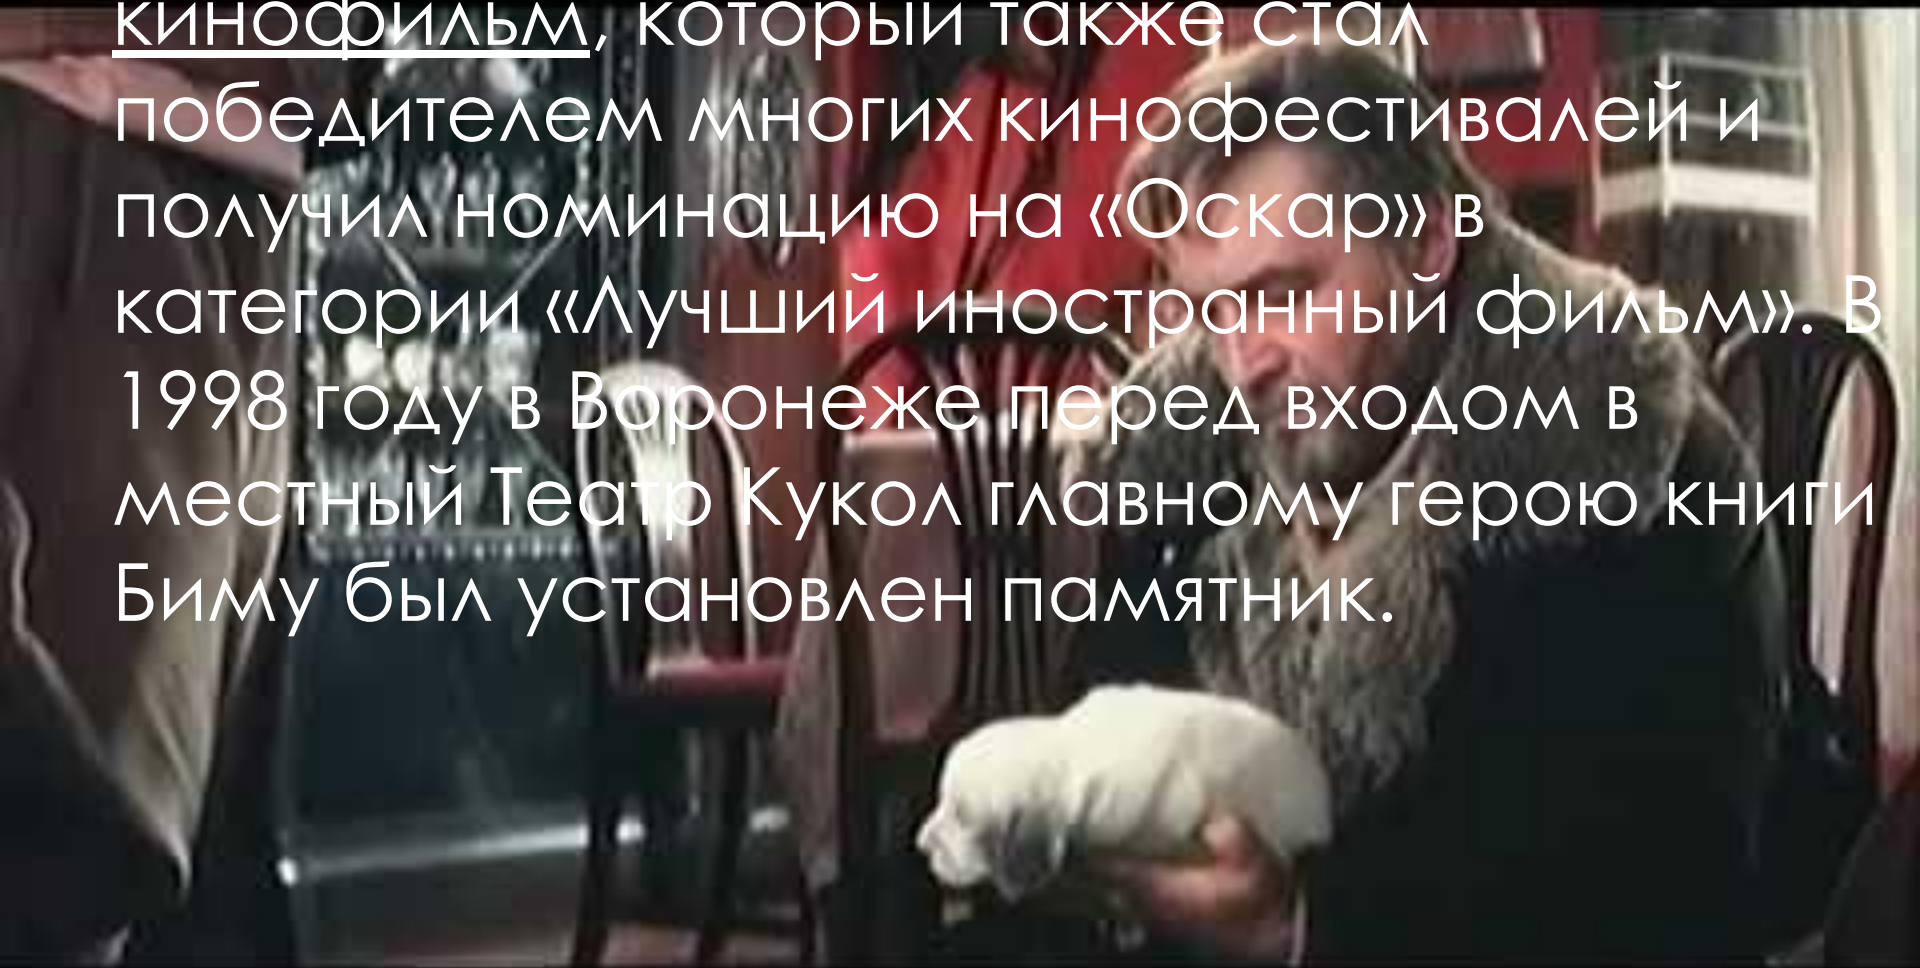 кинофильм, который также стал
победителем многих кинофестивалей и
получил номинацию на «Оскар» в
категории «Лучший иностранный фильм». В
1998 году в Воронеже перед входом в
местный Театр Кукол главному герою книги
Биму был установлен памятник.